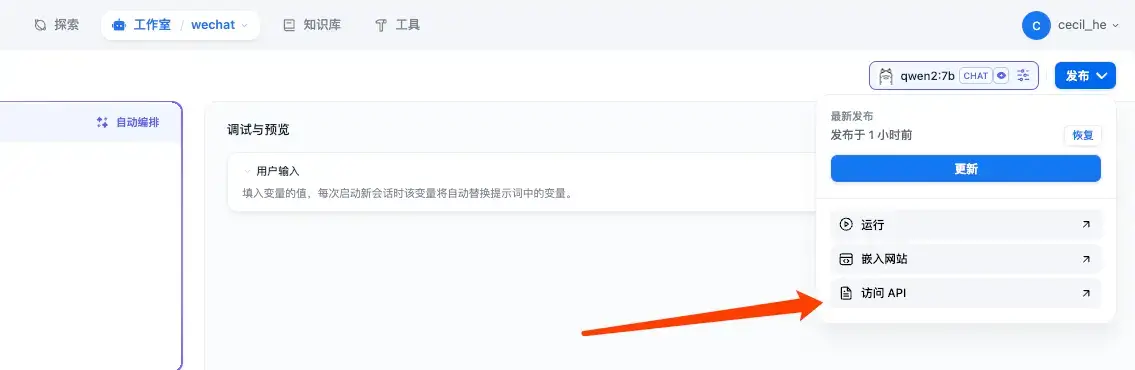 探索 工作室 / wechat 知识库 工具 C cecil_he
qwen2:7b CHAT 发布
自动编排
调试与预览
用户输入
填入变量的值，每次启动新会话时该变量将自动替换提示词中的变量。
最新发布
发布于 1 小时前 恢复
更新
运行
嵌入网站
访问 API